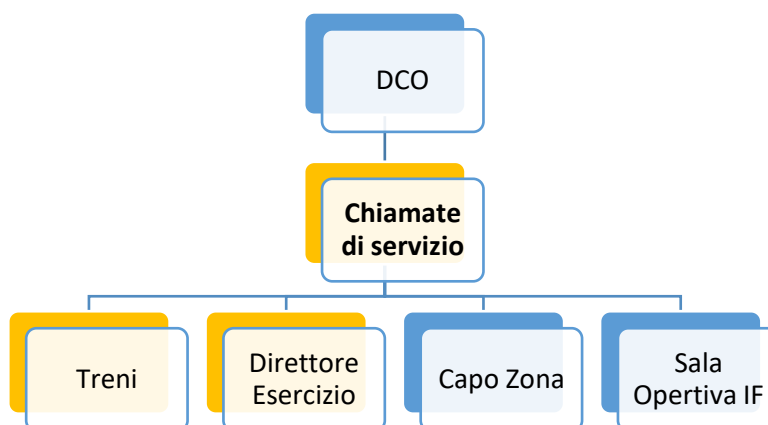 DCO
Chiamate
di servizio
Treni
Direttore
Esercizio
Capo Zona
Sala
Opertiva IF